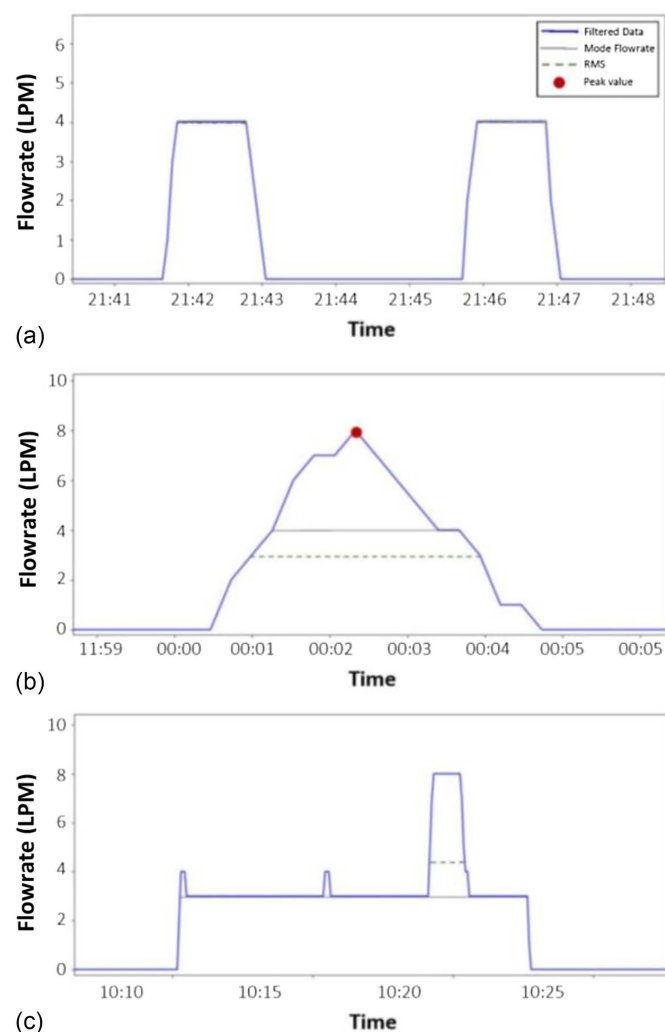 Filtered Data
Mode Flowrate
RMS
Peak value
Flowrate (LPM)
6
5
4
3
2
1
0
21:41 21:42 21:43 21:44 21:45 21:46 21:47 21:48
Time
(a)
Flowrate (LPM)
10
8
6
4
2
0
11:59 00:00 00:01 00:02 00:03 00:04 00:05 00:05
Time
(b)
Flowrate (LPM)
10
8
6
4
2
0
10:10 10:15 10:20 10:25
Time
(c)